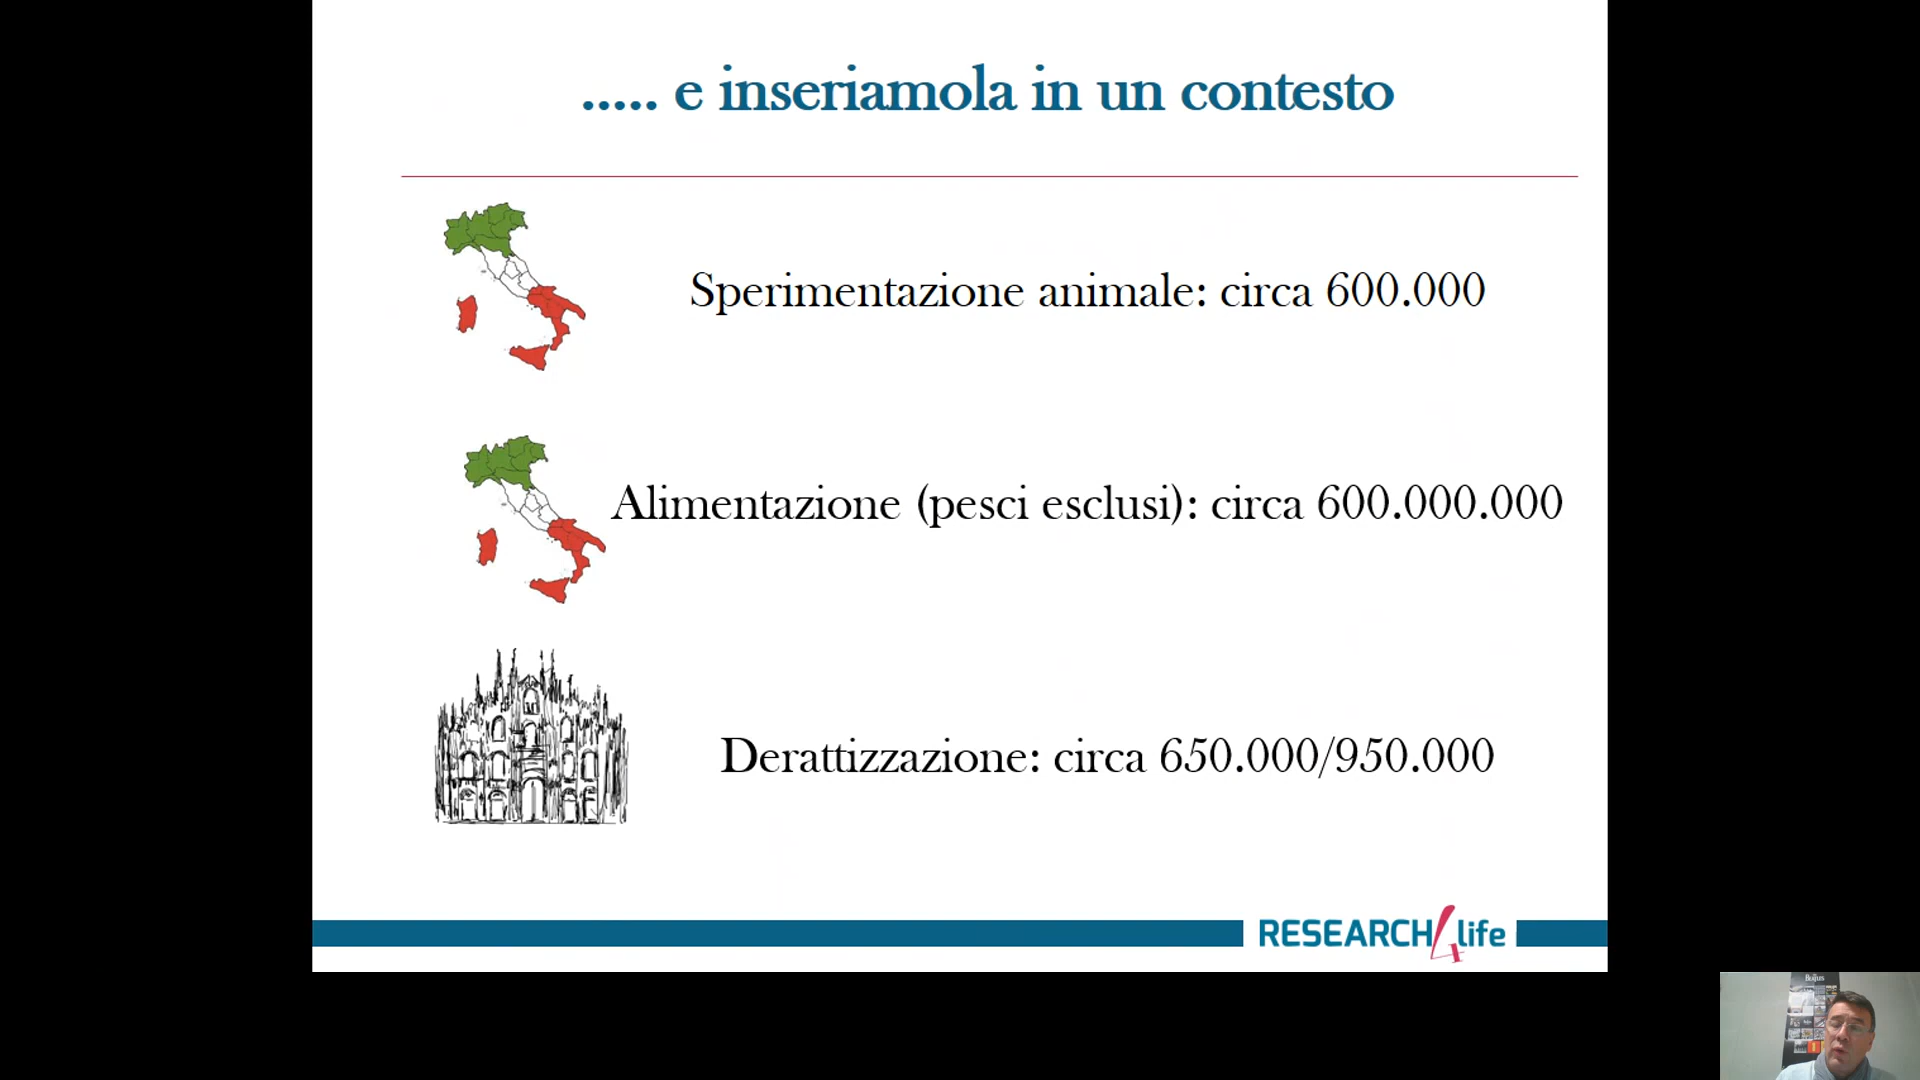 ..... e inseriamola in un contesto
Sperimentazione animale: circa 600.000
Alimentazione (pesci esclusi): circa 600.000.000
Derattizzazione: circa 650.000/950.000
RESEARCH4life